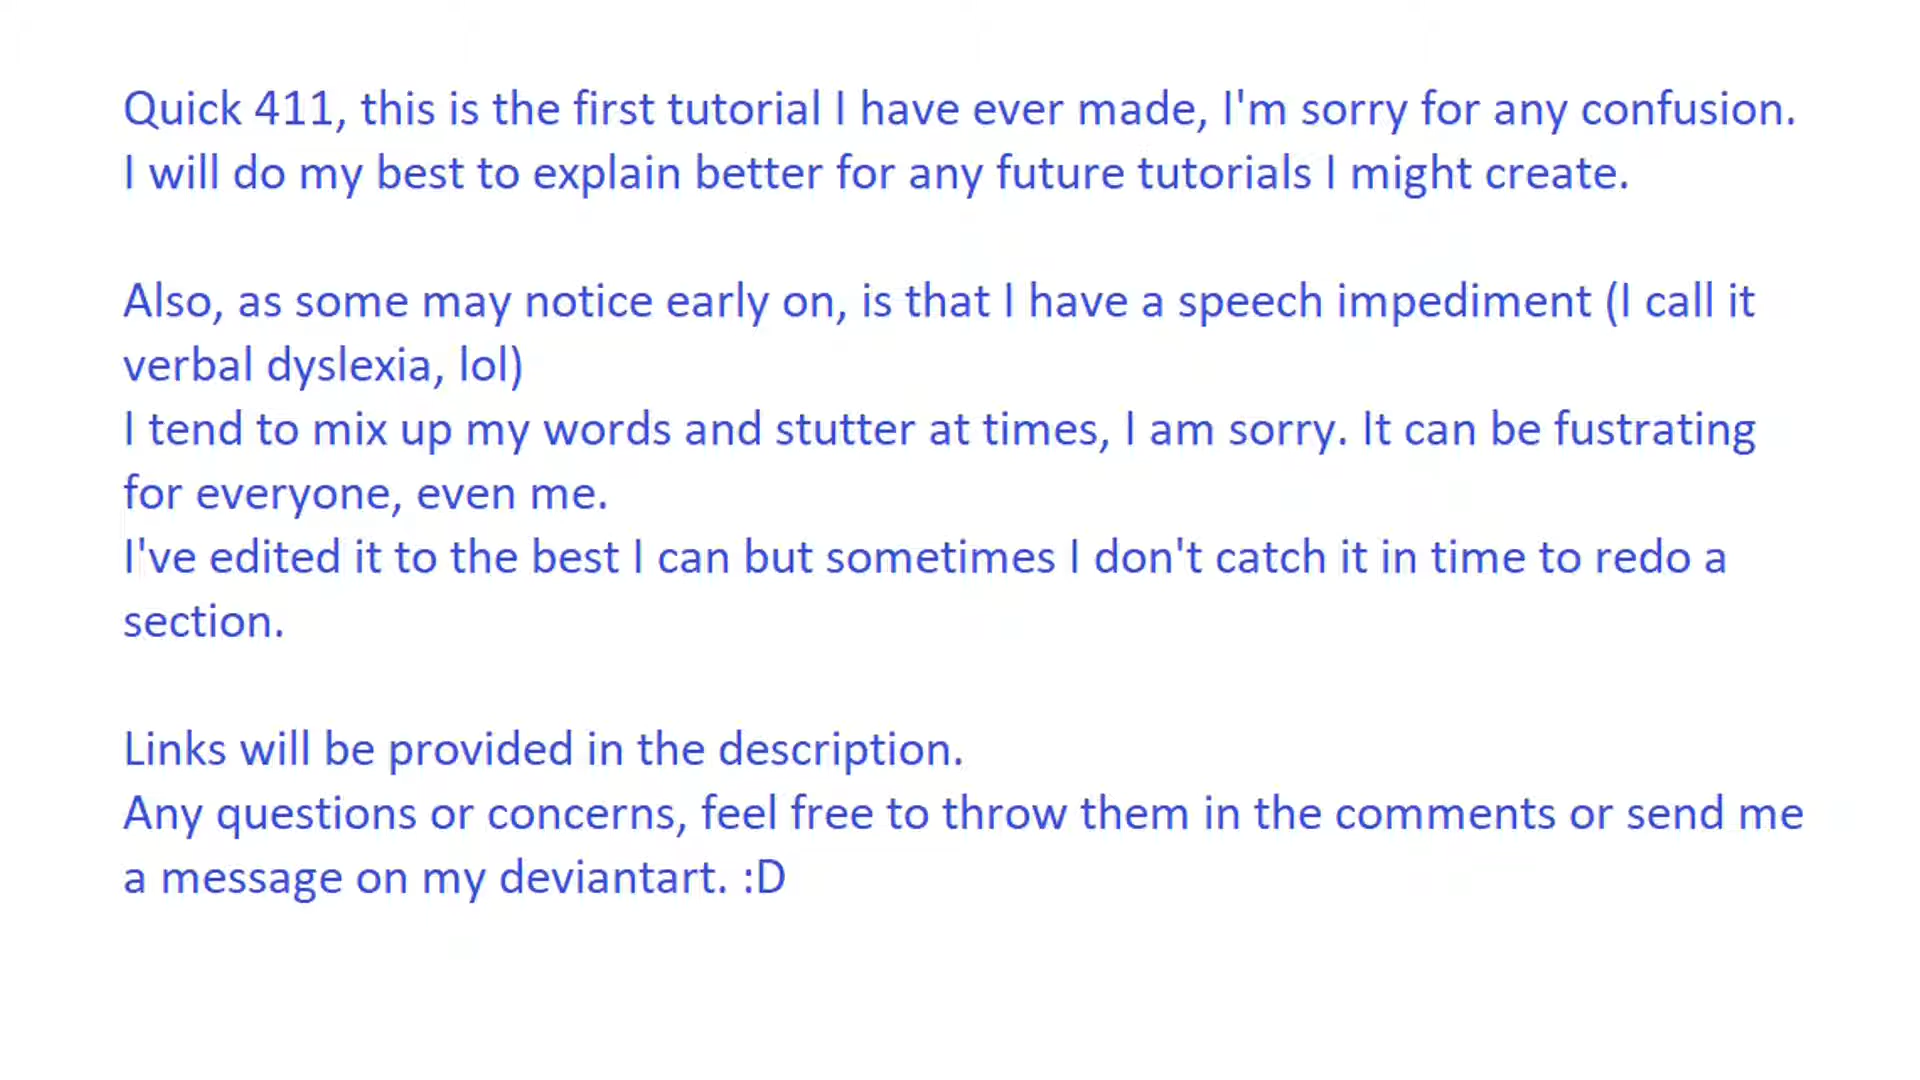 Quick 411, this is the first tutorial I have ever made, I'm sorry for any confusion.
I will do my best to explain better for any future tutorials I might create.
Also, as some may notice early on, is that I have a speech impediment (I call it
verbal dyslexia, lol)
I tend to mix up my words and stutter at times, I am sorry. It can be fustrating
for everyone, even me.
I've edited it to the best I can but sometimes I don't catch it in time to redo a
section.
Links will be provided in the description.
Any questions or concerns, feel free to throw them in the comments or send me
a message on my deviantart. :D